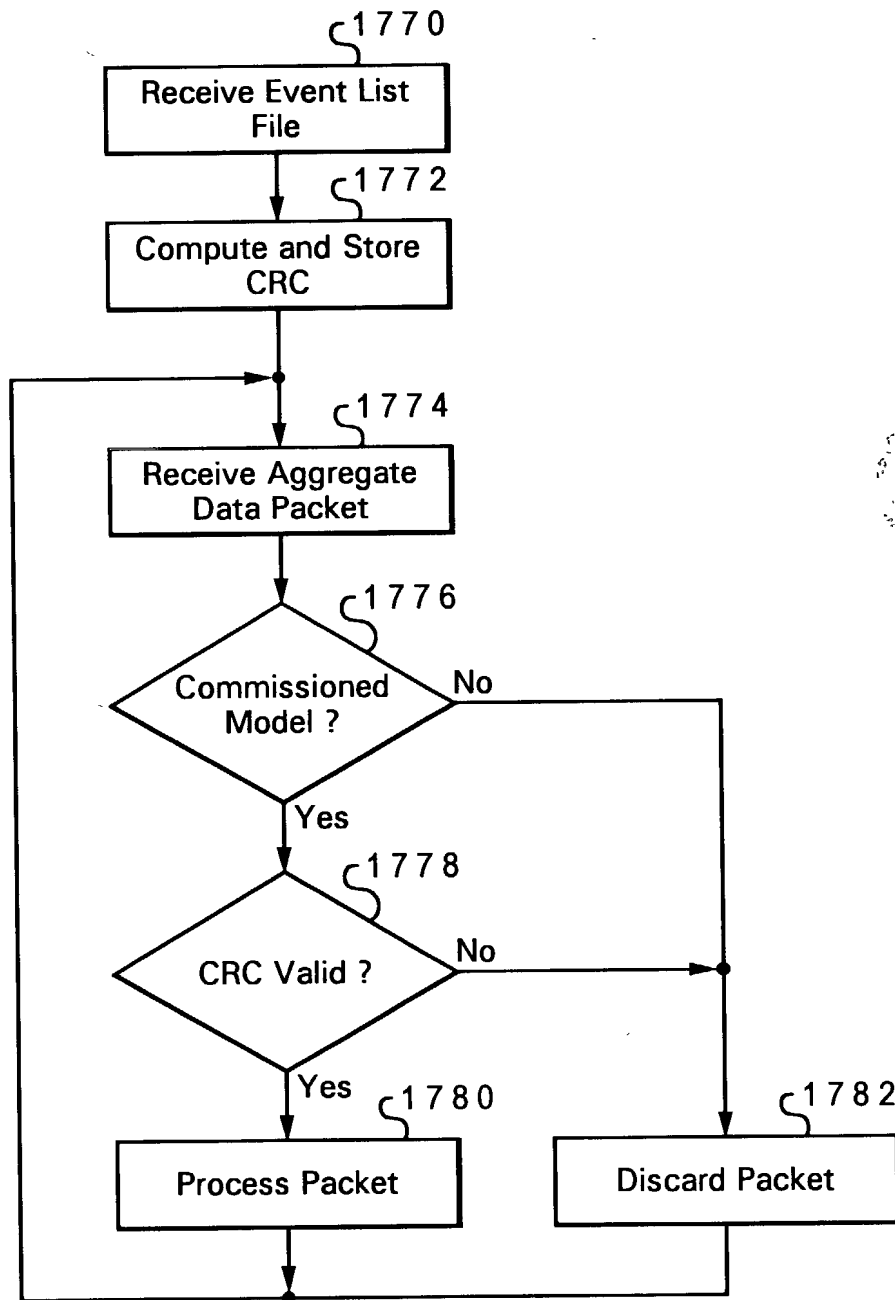 1770
Receive Event List
File
1772
Compute and Store
CRC
1774
Receive Aggregate
Data Packet
1776
Commissioned
Model ?
No
Yes
1778
CRC Valid ?
No
Yes
1780
Process Packet
1782
Discard Packet